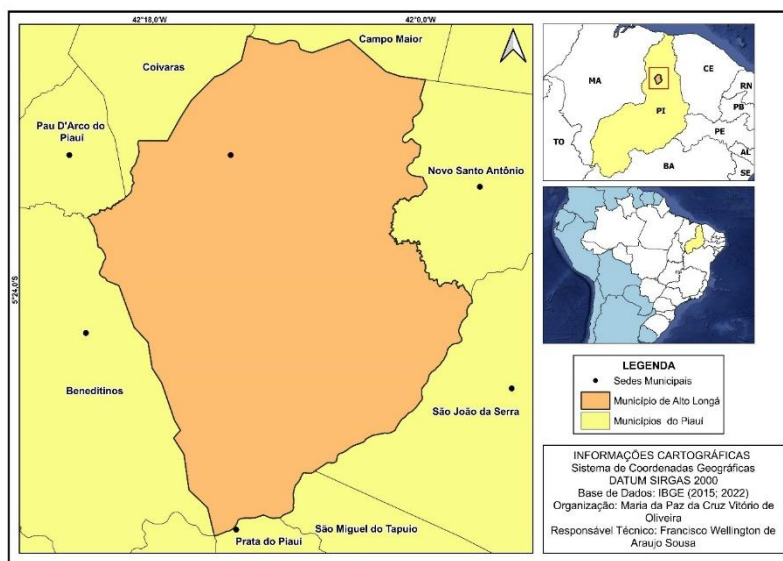 42°18,0'W
42°0,0'W
Campo Maior
Coivaras
Pau D'Arco do
Piauí
Novo Santo Antônio
5°24,0'S
Beneditinos
São João da Serra
São Miguel do Tapuio
Prata do Piauí
MA
CE
RN
PB
PI
PE
TO
AL
BA
SE
LEGENDA
Sedes Municipais
Município de Alto Longá
Municípios do Piauí
INFORMAÇÕES CARTOGRÁFICAS
Sistema de Coordenadas Geográficas
DATUM SIRGAS 2000
Base de Dados: IBGE (2015; 2022)
Organização: Maria da Paz da Cruz Vitório de
Oliveira
Responsável Técnico: Francisco Wellington de
Araujo Sousa